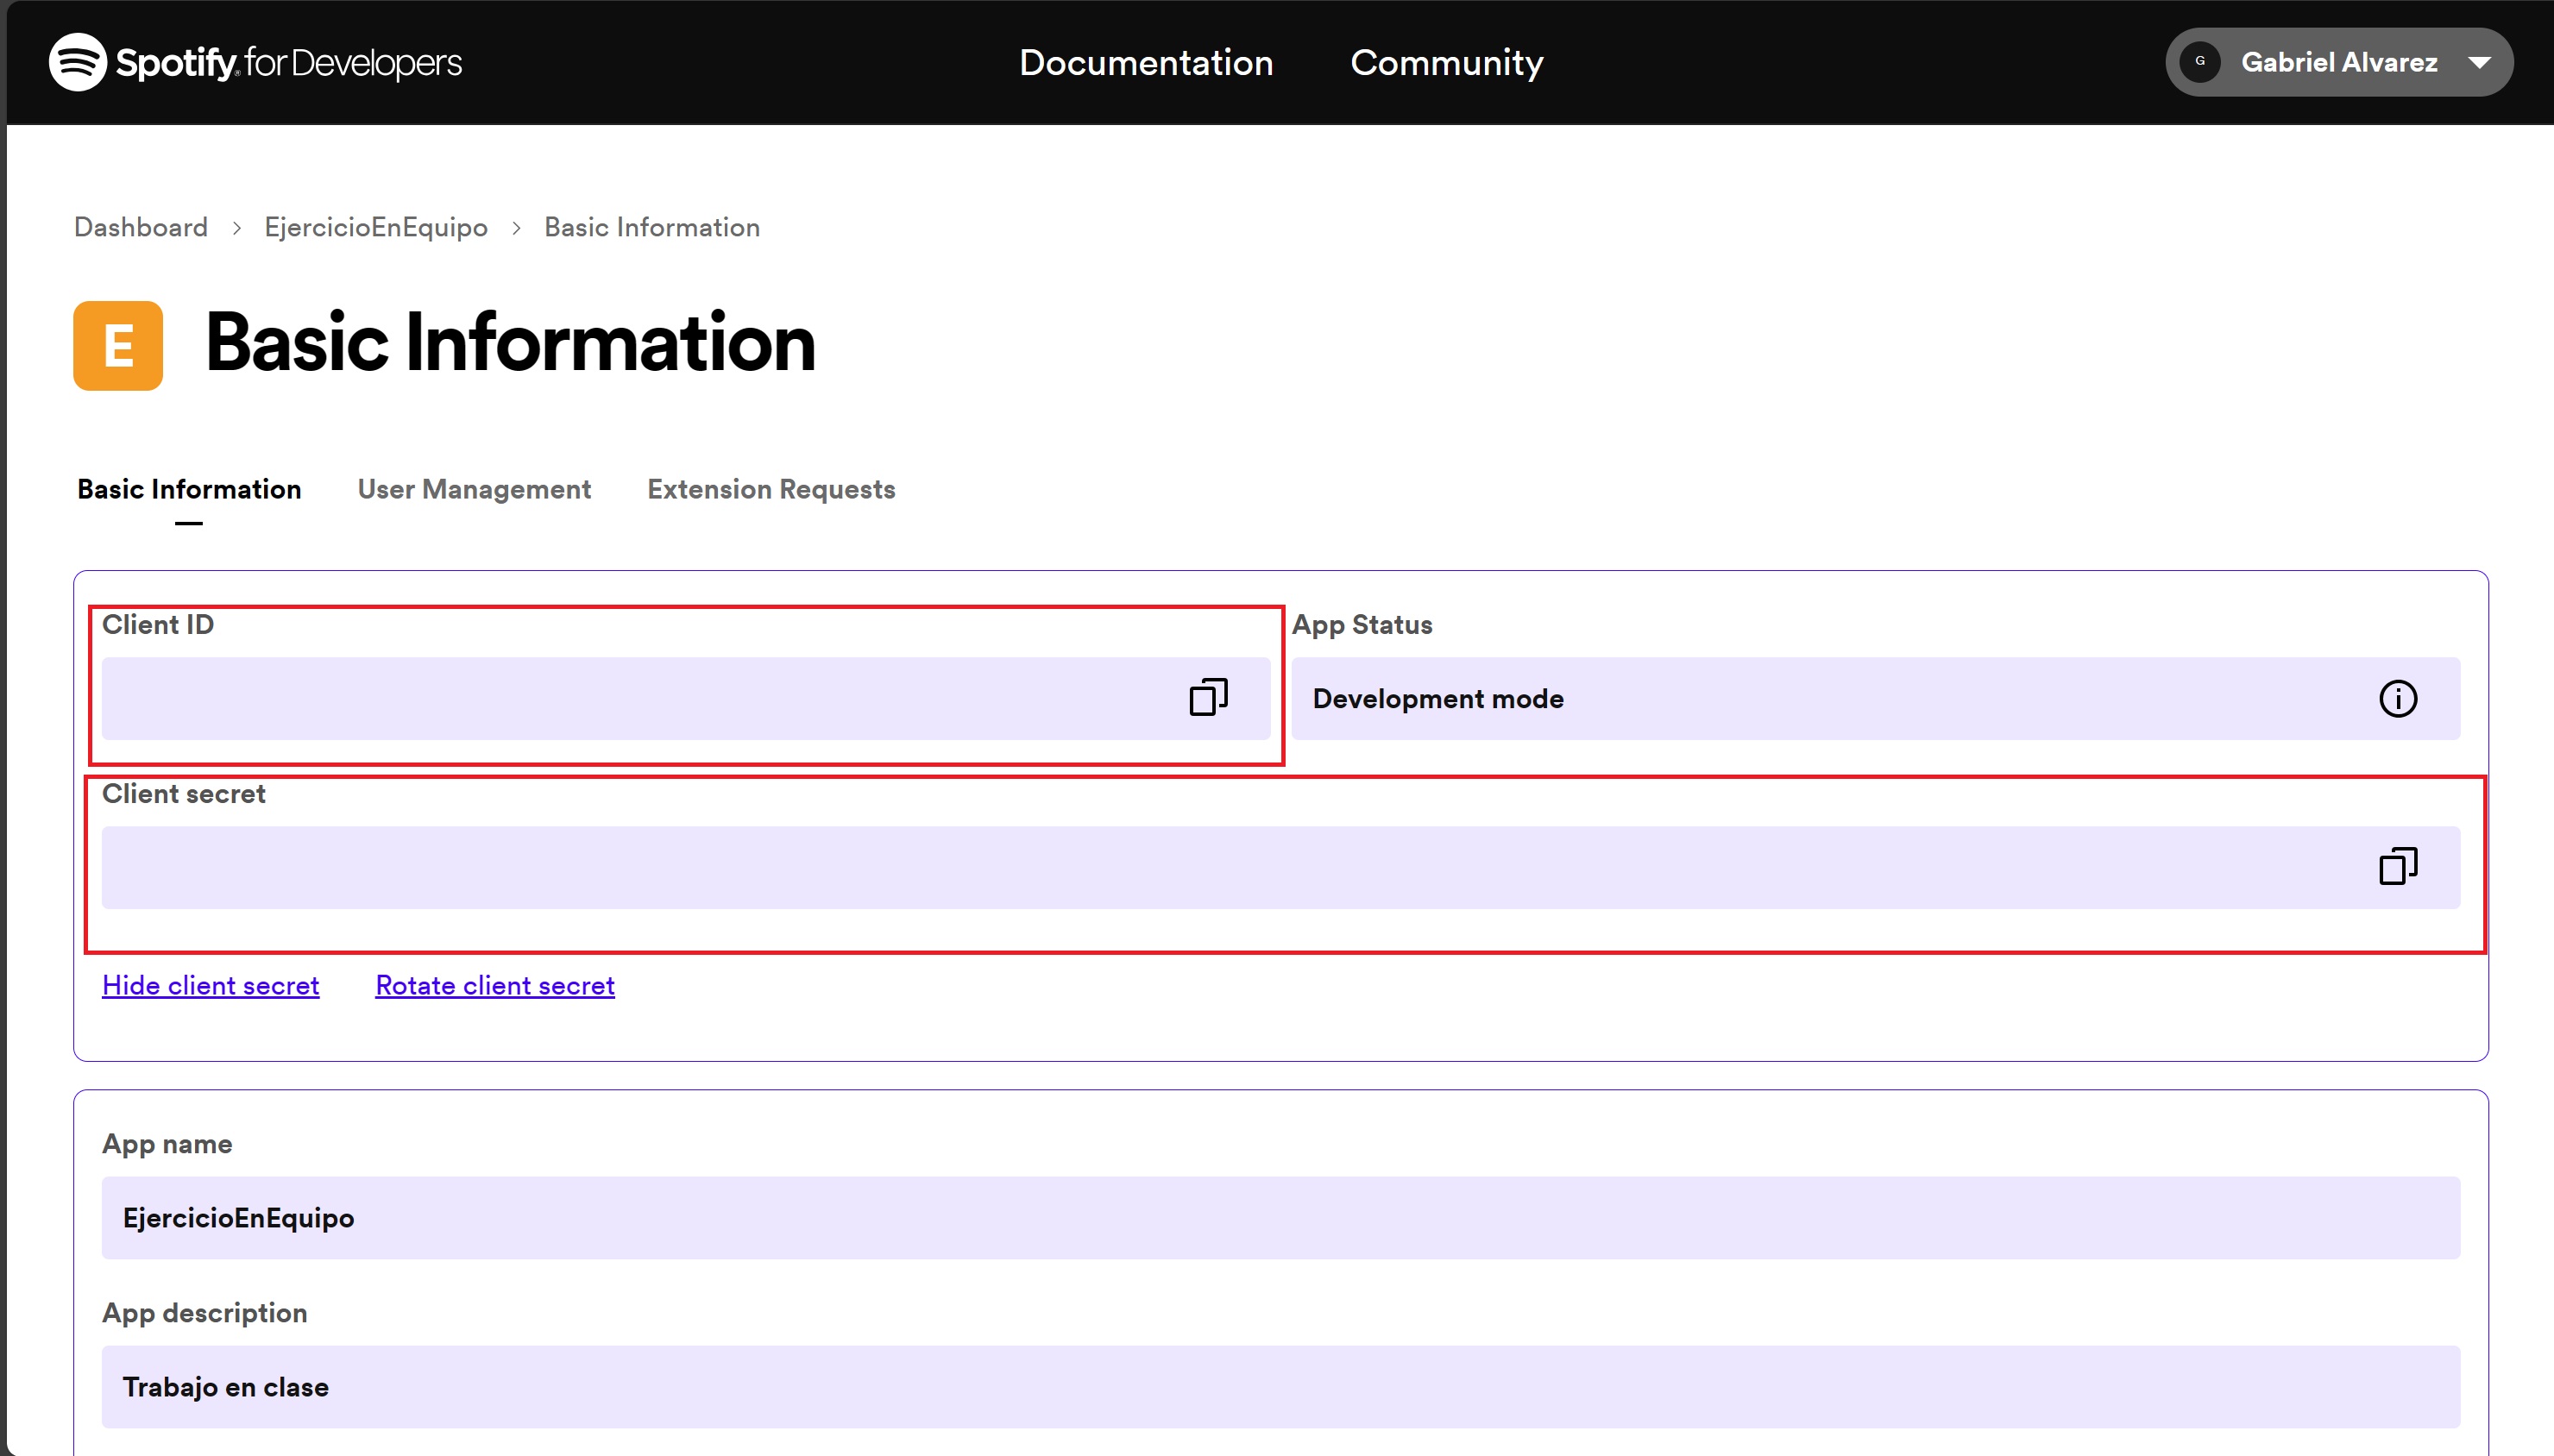 Spotify for Developers
Documentation
Community
G
Gabriel Alvarez
Dashboard > EjercicioEnEquipo > Basic Information
E
Basic Information
Basic Information
User Management
Extension Requests
Client ID
App Status
Development mode
Client secret
Hide client secret
Rotate client secret
App name
EjercicioEnEquipo
App description
Trabajo en clase